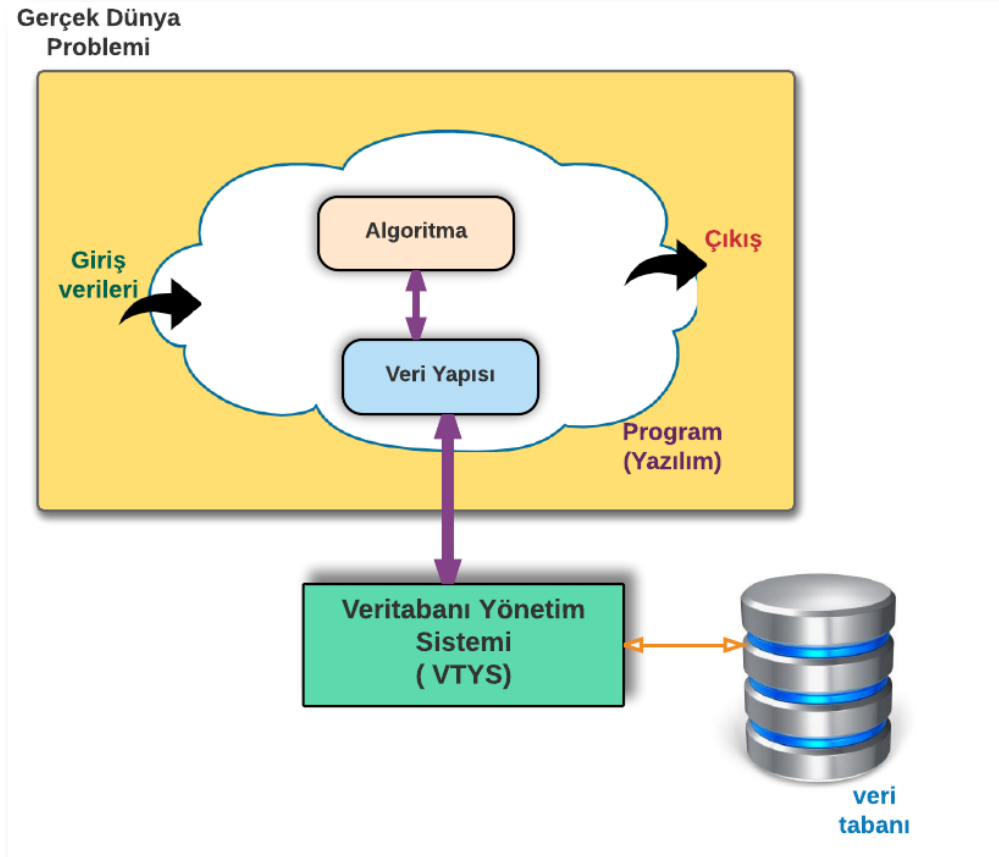 Gerçek Dünya
Problemi
Algoritma
Çıkış
Giriş
verileri
Veri Yapısı
Program
(Yazılım)
Veritabanı Yönetim
Sistemi
( VTYS)
veri
tabanı